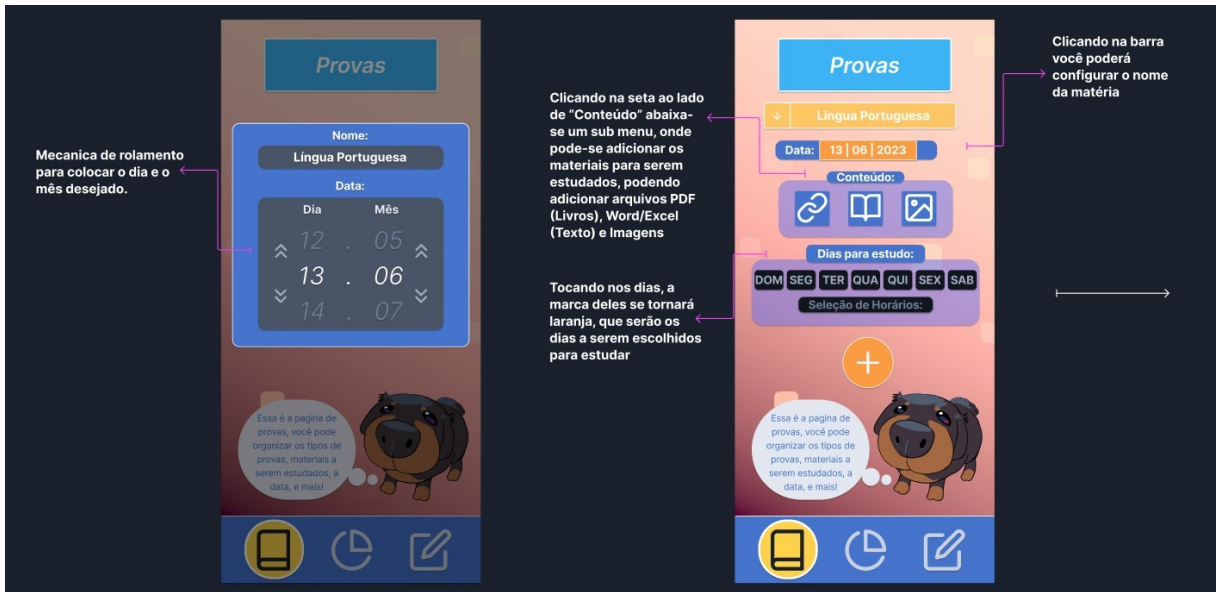 Mecanica de rolamento
para colocar o dia e o
mês desejado.
Provas
Nome:
Língua Portuguesa
Data:
Dia Mês
12 . 05
13 . 06
14 . 07
Essa é a pagina de
provas, você pode
organizar os tipos de
provas, materiais a
serem estudados, a
data, e mais!
Clicando na seta ao lado
de “Conteúdo” abaixa-
se um sub menu, onde
pode-se adicionar os
materiais para serem
estudados, podendo
adicionar arquivos PDF
(Livros), Word/Excel
(Texto) e Imagens
Tocando nos dias, a
marca deles se tornará
laranja, que serão os
dias a serem escolhidos
para estudar
Provas
Língua Portuguesa
Data: 13 | 06 | 2023
Conteúdo:
Dias para estudo:
DOM SEG TER QUA QUI SEX SAB
Seleção de Horários:
Essa é a pagina de
provas, você pode
organizar os tipos de
provas, materiais a
serem estudados, a
data, e mais!
Clicando na barra
você poderá
configurar o nome
da matéria